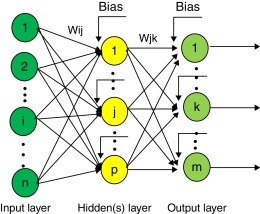 Bias
Bias
Wij
Wjk
1
1
1
2
i
j
k
n
p
m
Input layer
Hidden(s) layer
Output layer